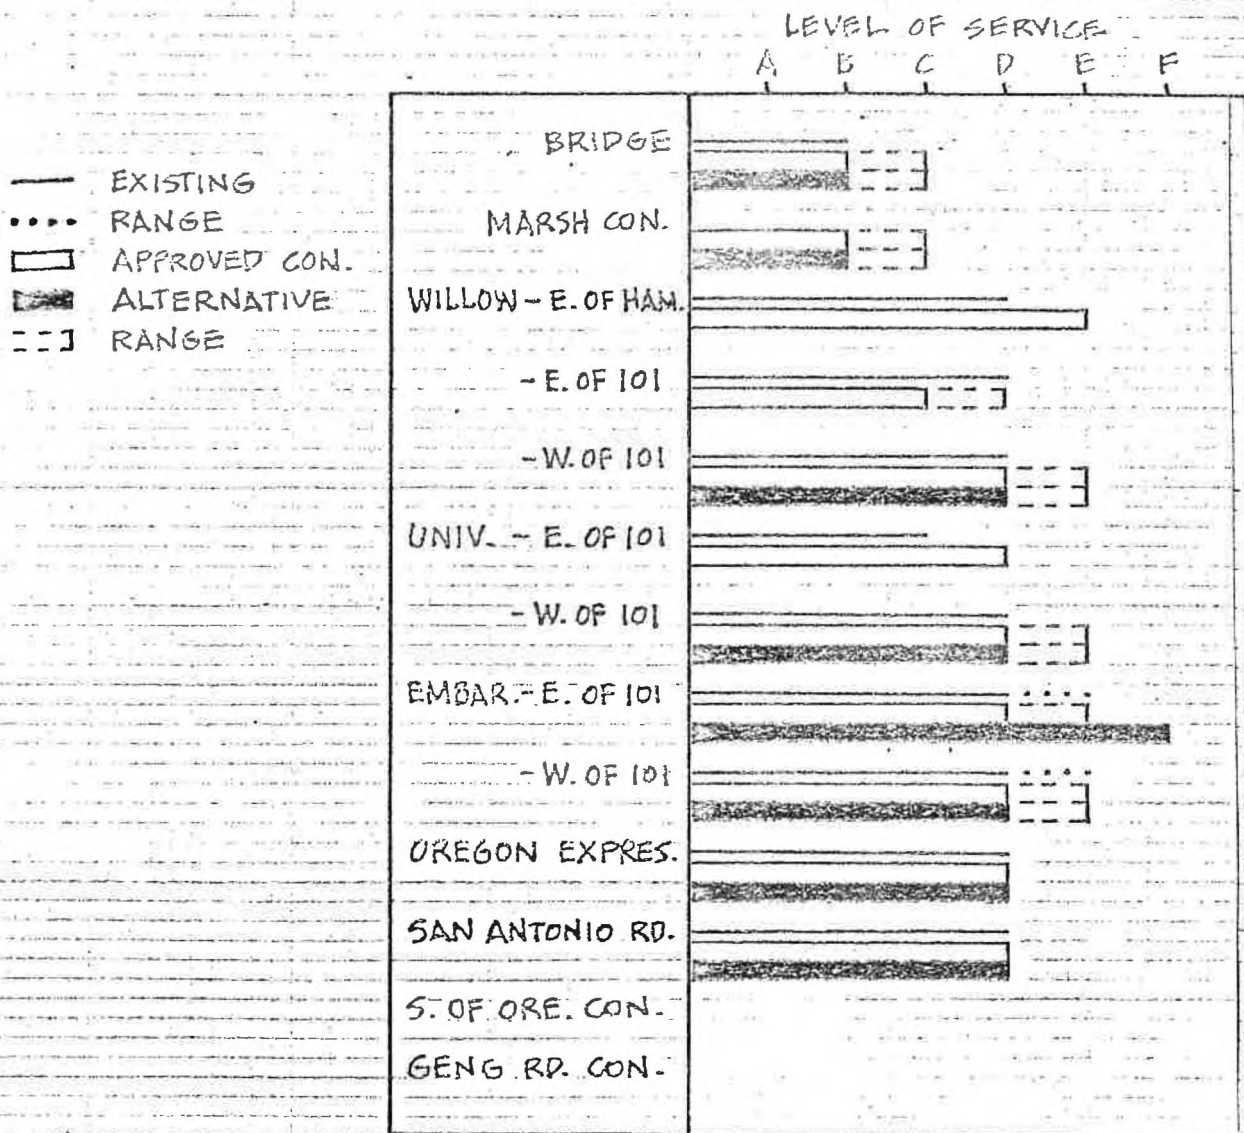 LEVEL OF SERVICE
A B C D E F
EXISTING
RANGE
APPROVED CON.
ALTERNATIVE
RANGE
BRIDGE
MARSH CON.
WILLOW - E. OF HAM.
- E. OF 101
- W. OF 101
UNIV. - E. OF 101
- W. OF 101
EMBAR. - E. OF 101
- W. OF 101
OREGON EXPRES.
SAN ANTONIO RD.
S. OF ORE. CON.
GENG RD. CON.